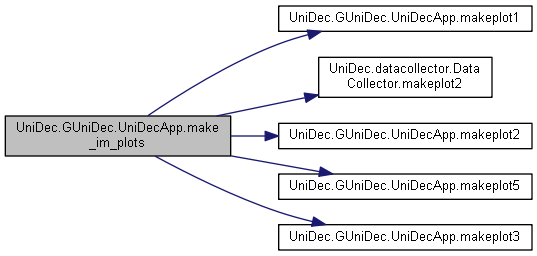 UniDec.GUniDec.UniDecApp.make
_im_plots
UniDec.GUniDec.UniDecApp.makeplot1
UniDec.datacollector.Data
Collector.makeplot2
UniDec.GUniDec.UniDecApp.makeplot2
UniDec.GUniDec.UniDecApp.makeplot5
UniDec.GUniDec.UniDecApp.makeplot3